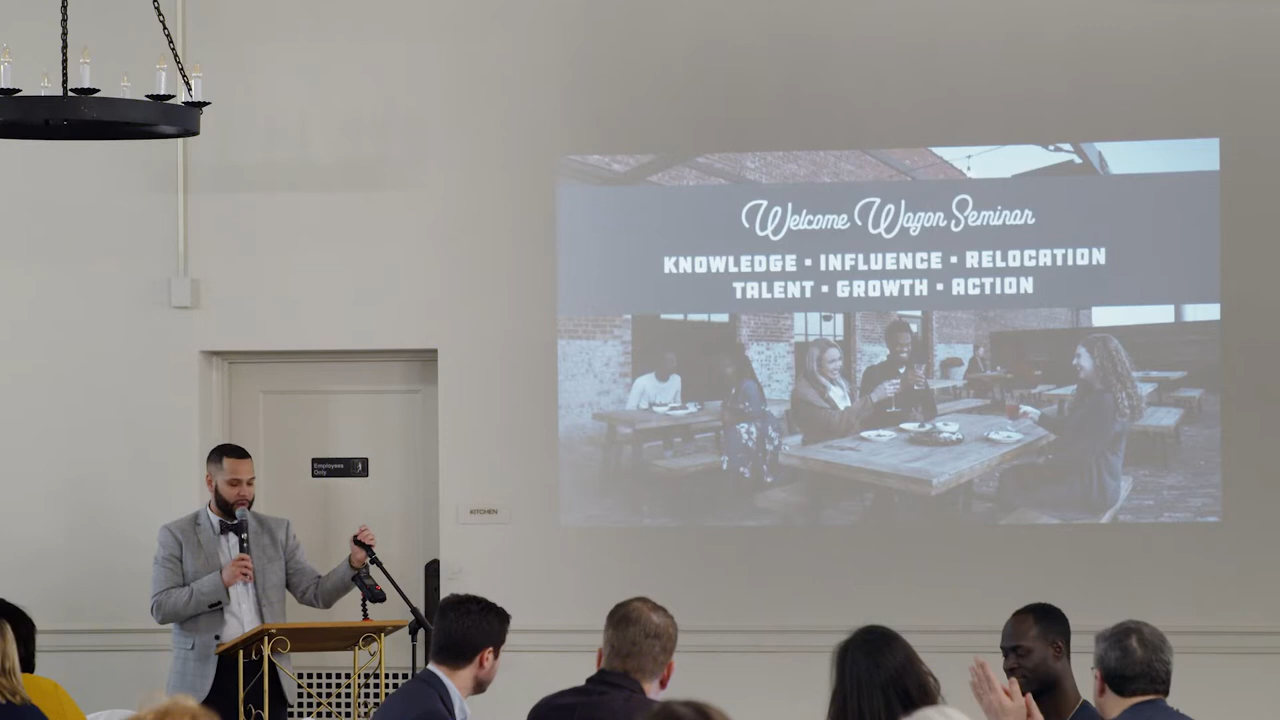 Welcome Wagon Seminar
KNOWLEDGE ▪ INFLUENCE ▪ RELOCATION
TALENT ▪ GROWTH ▪ ACTION
Employees
Only
KITCHEN